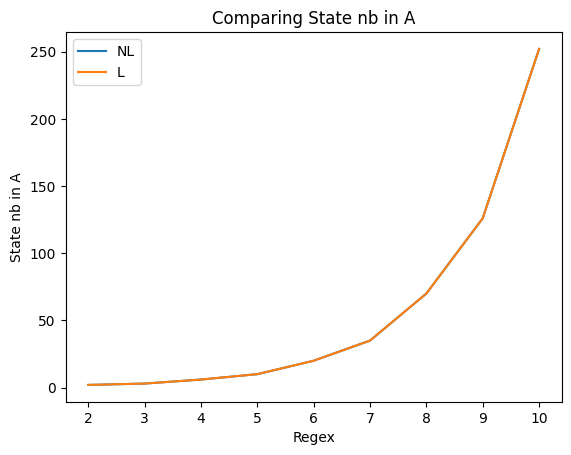 Comparing State nb in A
NL
L
State nb in A
250
200
150
100
50
0
2 3 4 5 6 7 8 9 10
Regex